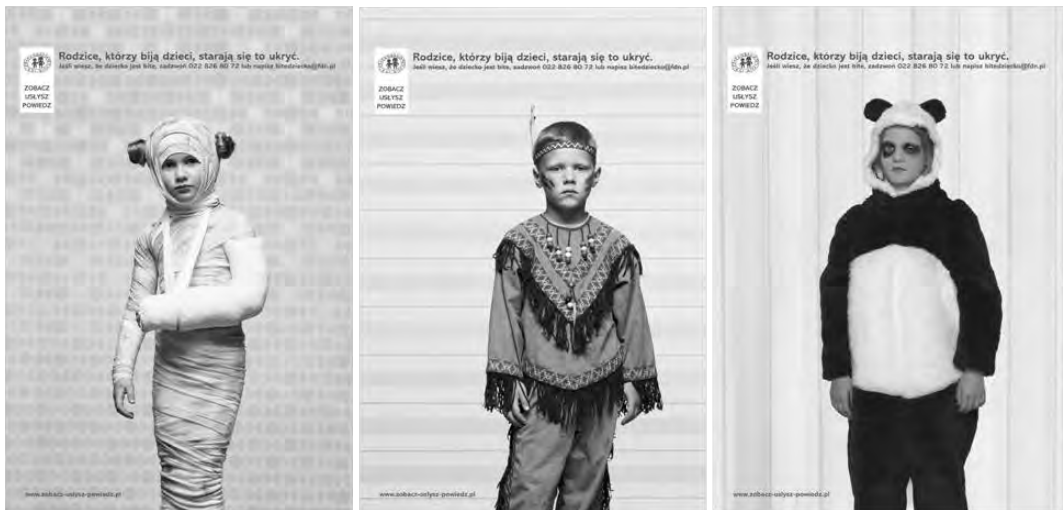 Rodzice, którzy biją dzieci, starają się to ukryć.
Jeśli wiesz, że dziecko jest bite, zadzwoń 022 826 80 72 lub napisz bitedziecko@fdn.pl
ZOBACZ
USŁYSZ
POWIEDZ
www.zobacz-uslysz-powiedz.pl
Rodzice, którzy biją dzieci, starają się to ukryć.
Jeśli wiesz, że dziecko jest bite, zadzwoń 022 826 80 72 lub napisz bitedziecko@fdn.pl
ZOBACZ
USŁYSZ
POWIEDZ
www.zobacz-uslysz-powiedz.pl
Rodzice, którzy biją dzieci, starają się to ukryć.
Jeśli wiesz, że dziecko jest bite, zadzwoń 022 826 80 72 lub napisz bitedziecko@fdn.pl
ZOBACZ
USŁYSZ
POWIEDZ
www.zobacz-uslysz-powiedz.pl